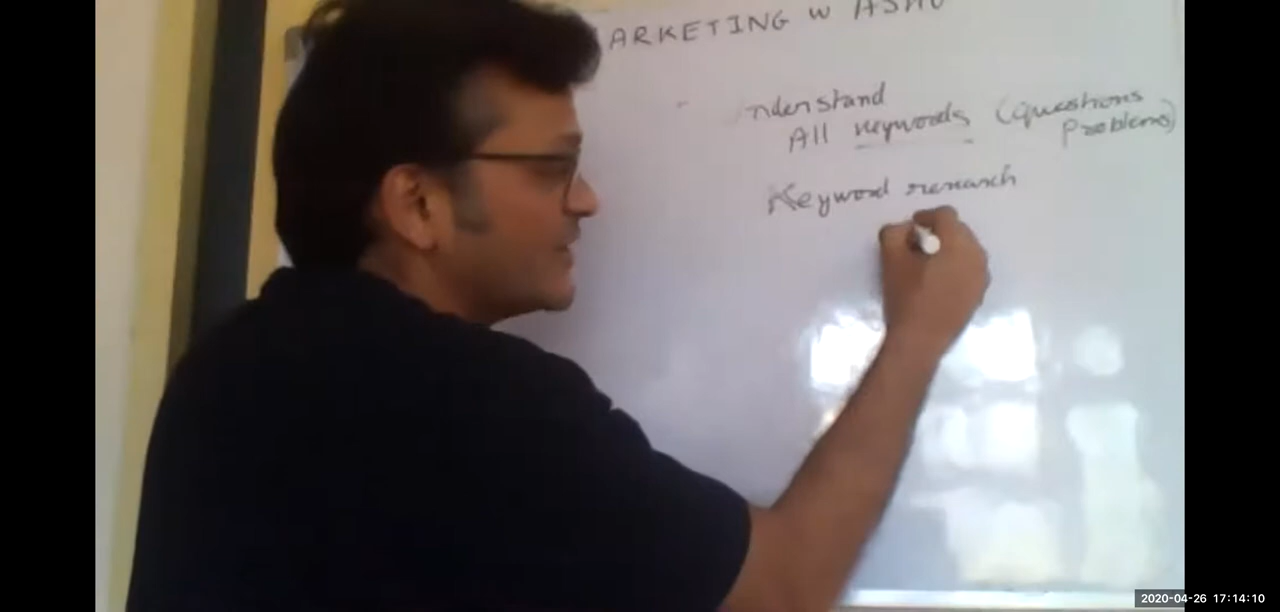 ARKETING W ASHU
nderstand
All keywords (questions
Problems)
Keyword research
2020-04-26 17:14:10